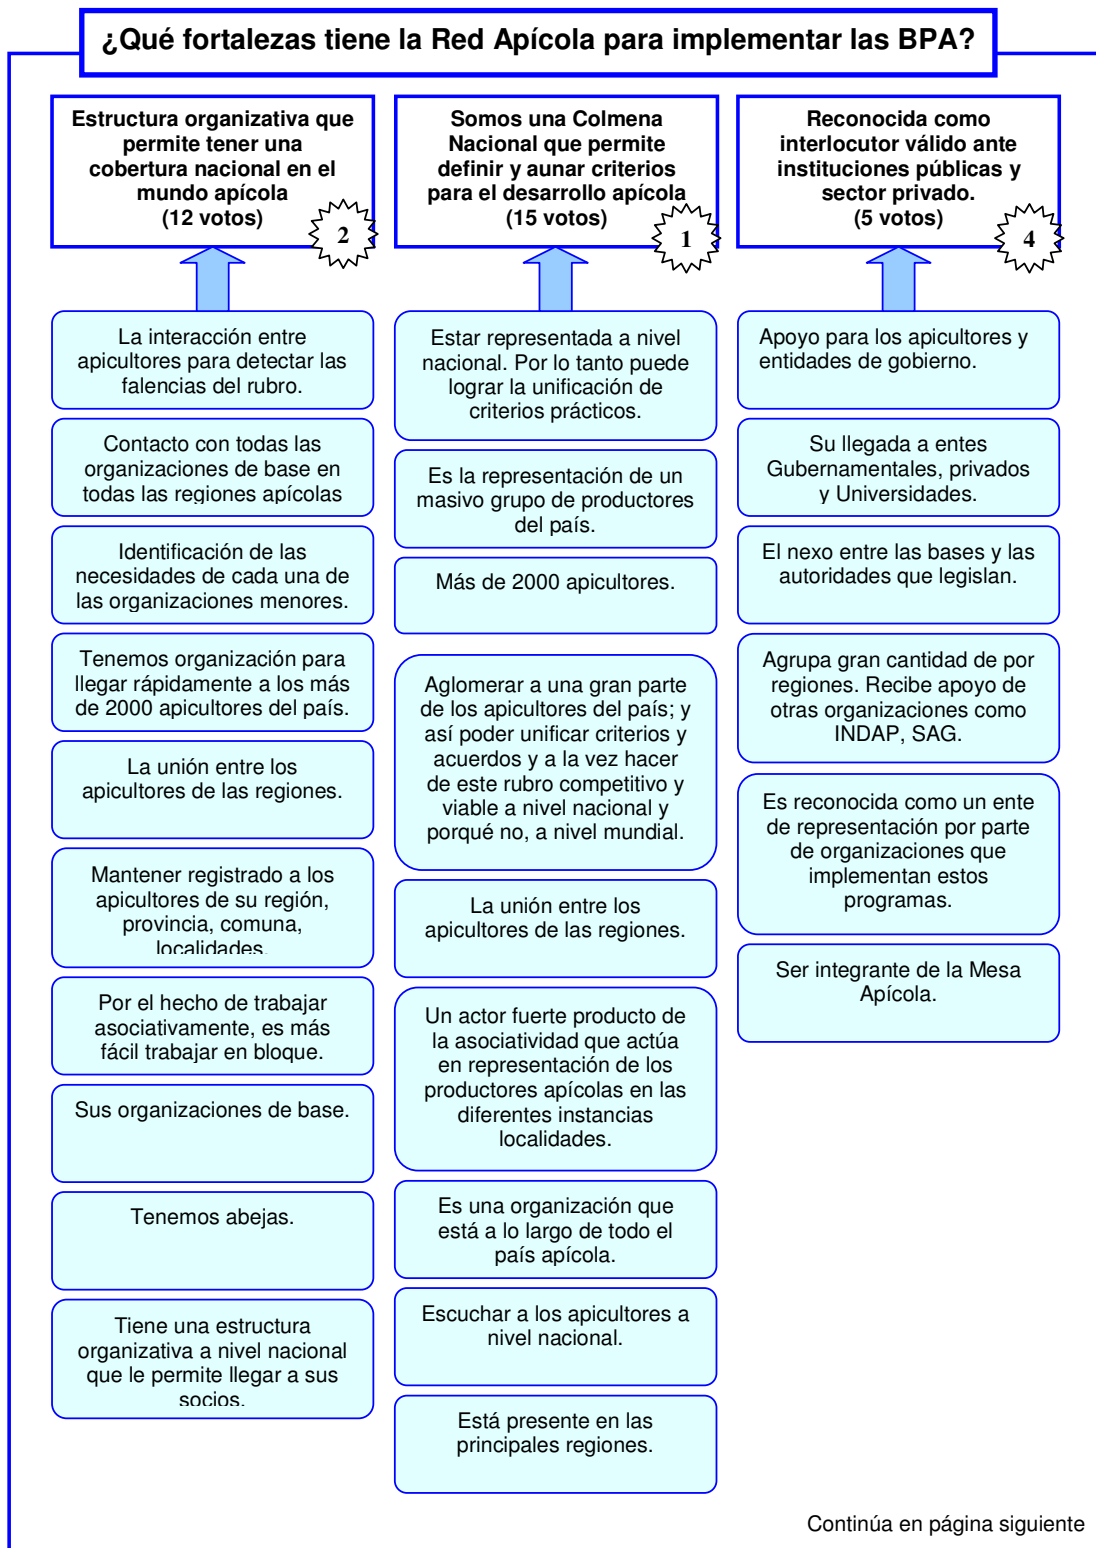 ¿Qué fortalezas tiene la Red Apícola para implementar las BPA?
Estructura organizativa que
permite tener una
cobertura nacional en el
mundo apícola
(12 votos)
2
La interacción entre
apicultores para detectar las
falencias del rubro.
Contacto con todas las
organizaciones de base en
todas las regiones apícolas
Identificación de las
necesidades de cada una de
las organizaciones menores.
Tenemos organización para
llegar rápidamente a los más
de 2000 apicultores del país.
La unión entre los
apicultores de las regiones.
Mantener registrado a los
apicultores de su región,
provincia, comuna,
localidades.
Por el hecho de trabajar
asociativamente, es más
fácil trabajar en bloque.
Sus organizaciones de base.
Tenemos abejas.
Tiene una estructura
organizativa a nivel nacional
que le permite llegar a sus
socios.
Somos una Colmena
Nacional que permite
definir y aunar criterios
para el desarrollo apícola
(15 votos)
1
Estar representada a nivel
nacional. Por lo tanto puede
lograr la unificación de
criterios prácticos.
Es la representación de un
masivo grupo de productores
del país.
Más de 2000 apicultores.
Aglomerar a una gran parte
de los apicultores del país; y
así poder unificar criterios y
acuerdos y a la vez hacer
de este rubro competitivo y
viable a nivel nacional y
porqué no, a nivel mundial.
La unión entre los
apicultores de las regiones.
Un actor fuerte producto de
la asociatividad que actúa
en representación de los
productores apícolas en las
diferentes instancias
localidades.
Es una organización que
está a lo largo de todo el
país apícola.
Escuchar a los apicultores a
nivel nacional.
Está presente en las
principales regiones.
Reconocida como
interlocutor válido ante
instituciones públicas y
sector privado.
(5 votos)
4
Apoyo para los apicultores y
entidades de gobierno.
Su llegada a entes
Gubernamentales, privados
y Universidades.
El nexo entre las bases y las
autoridades que legislan.
Agrupa gran cantidad de por
regiones. Recibe apoyo de
otras organizaciones como
INDAP, SAG.
Es reconocida como un ente
de representación por parte
de organizaciones que
implementan estos
programas.
Ser integrante de la Mesa
Apícola.
Continúa en página siguiente